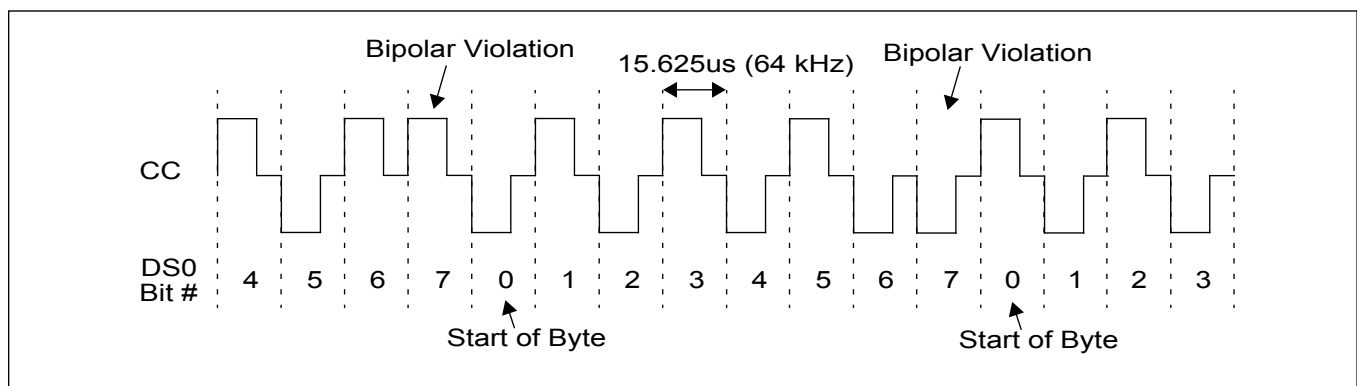 Bipolar Violation
15.625us (64 kHz)
Bipolar Violation
CC
DS0
Bit #
4 5 6 7 0 1 2 3 4 5 6 7 0 1 2 3
Start of Byte
Start of Byte